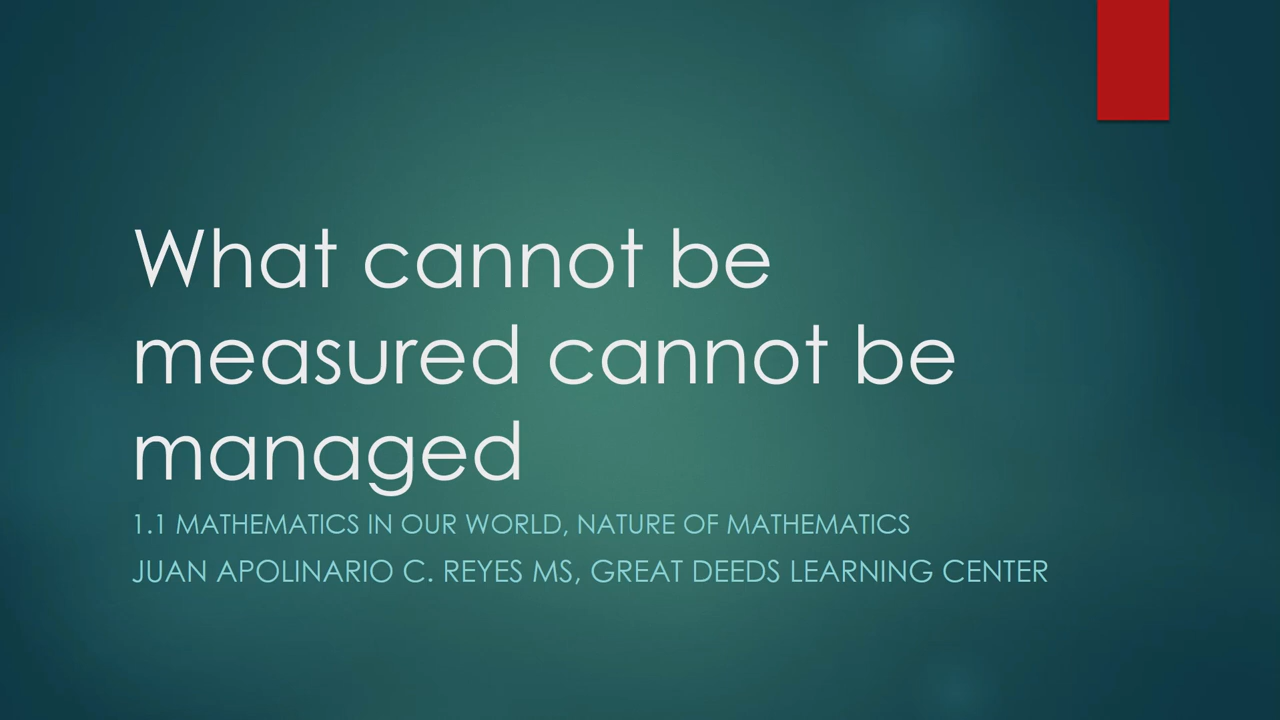 What cannot be
measured cannot be
managed
1.1 MATHEMATICS IN OUR WORLD, NATURE OF MATHEMATICS
JUAN APOLINARIO C. REYES MS, GREAT DEEDS LEARNING CENTER